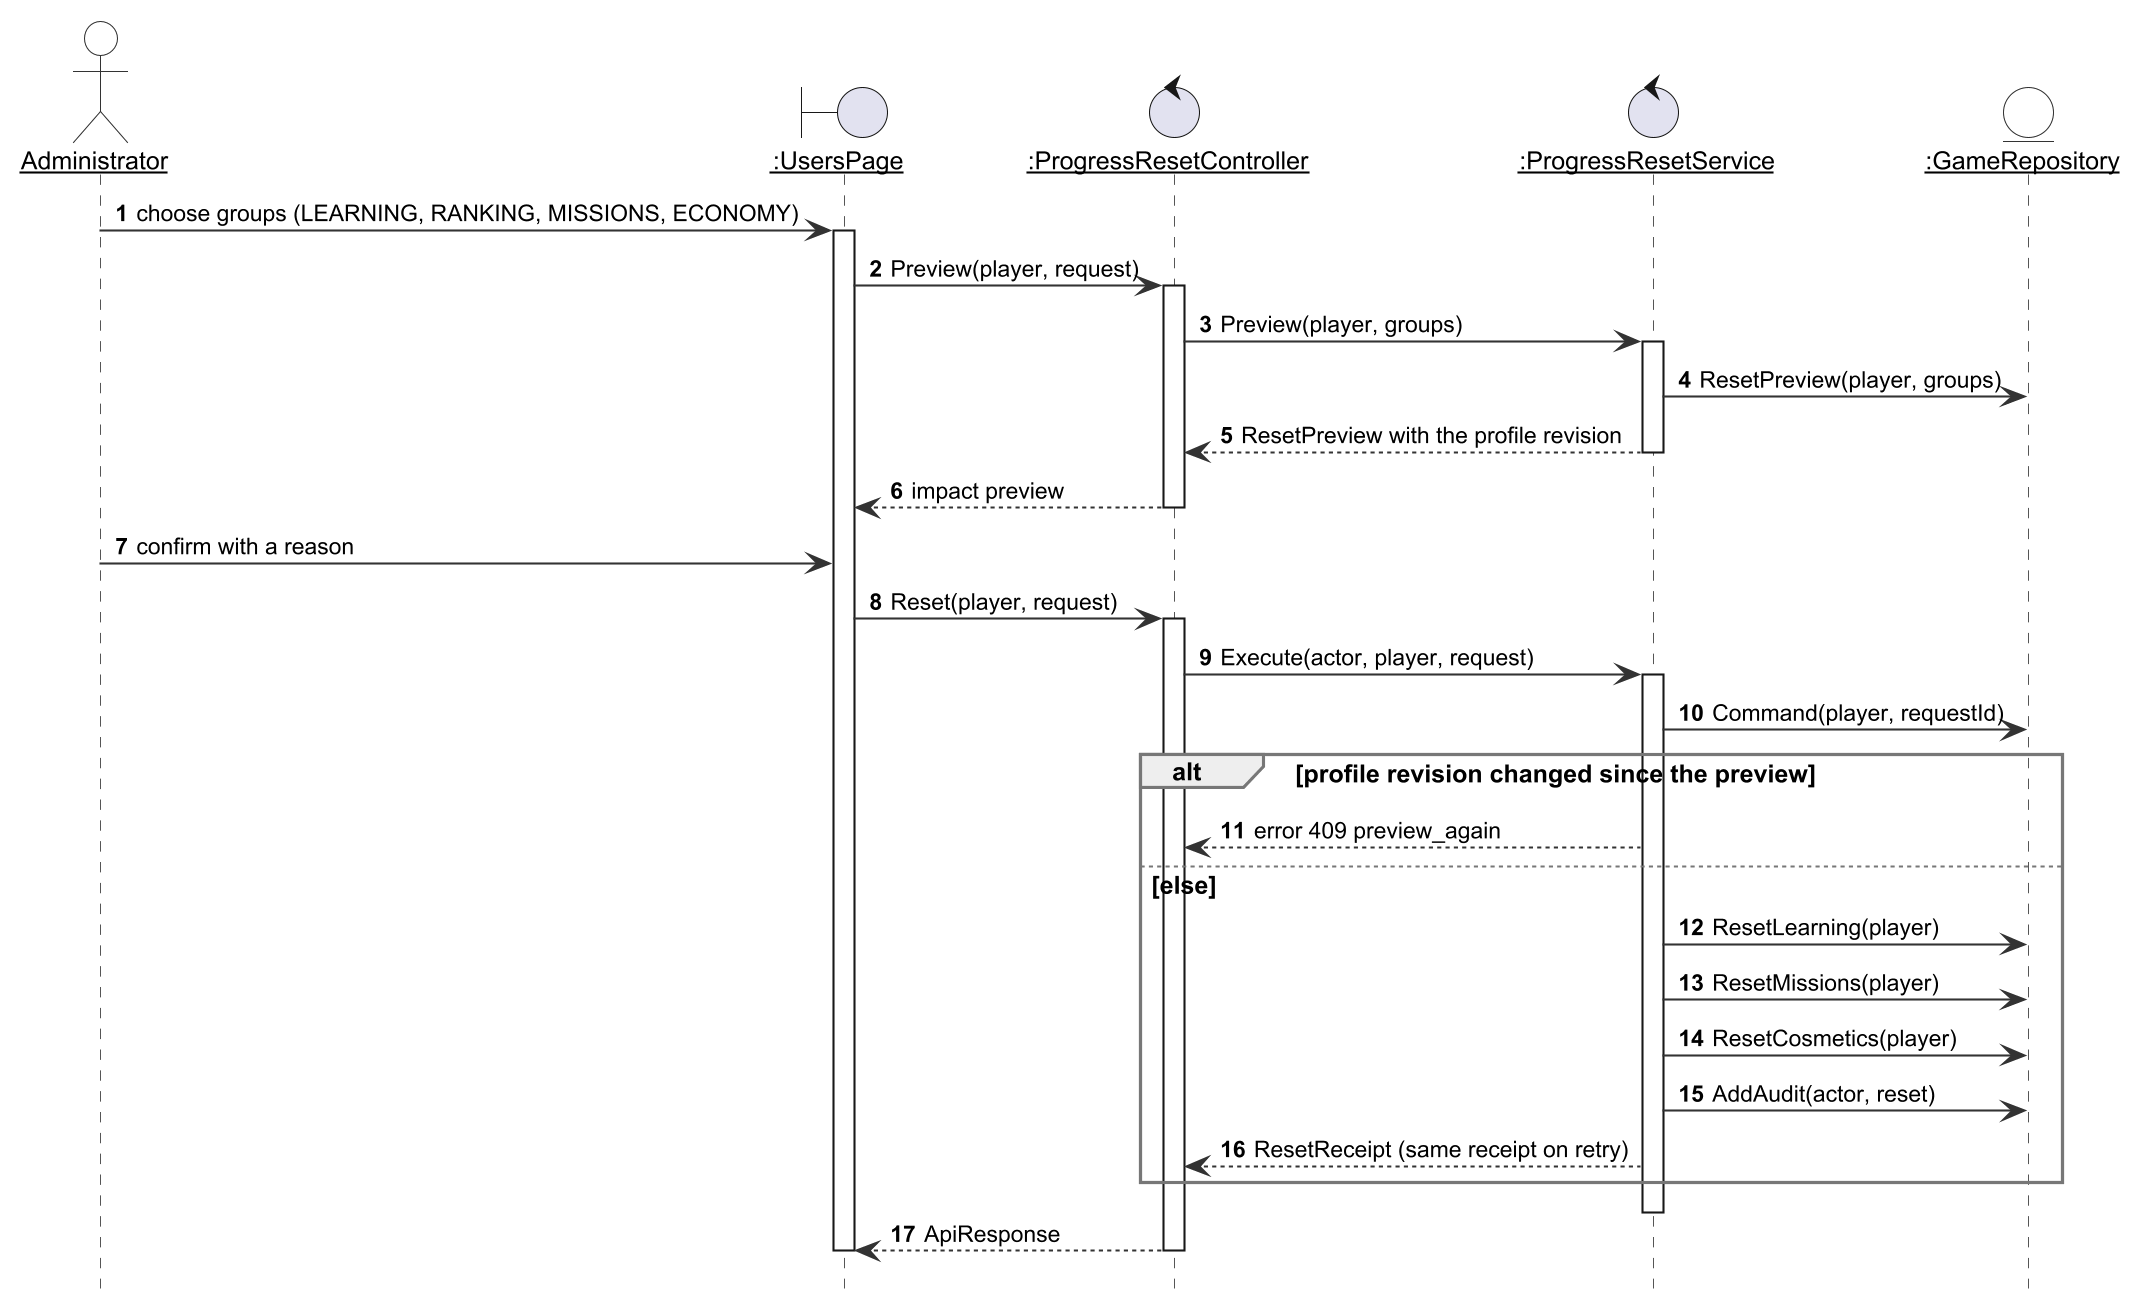 Administrator
:UsersPage
:ProgressResetController
:ProgressResetService
:GameRepository
1 choose groups (LEARNING, RANKING, MISSIONS, ECONOMY)
2 Preview(player, request)
3 Preview(player, groups)
4 ResetPreview(player, groups)
5 ResetPreview with the profile revision
6 impact preview
7 confirm with a reason
8 Reset(player, request)
9 Execute(actor, player, request)
10 Command(player, requestId)
alt [profile revision changed since the preview]
11 error 409 preview_again
[else]
12 ResetLearning(player)
13 ResetMissions(player)
14 ResetCosmetics(player)
15 AddAudit(actor, reset)
16 ResetReceipt (same receipt on retry)
17 ApiResponse